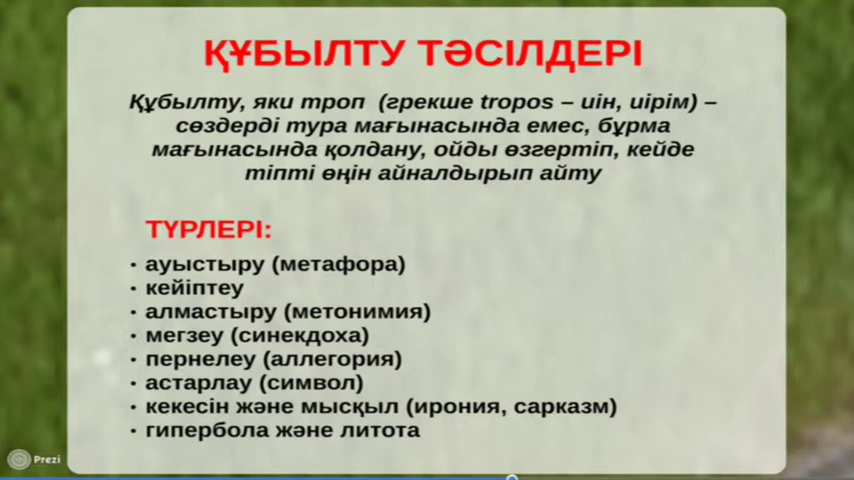 ҚҰБЫЛТУ ТӘСІЛДЕРІ
Құбылту, яки троп (грекше tropos – иін, иірім) –
сөздерді тура мағынасында емес, бұрма
мағынасында қолдану, ойды өзгертіп, кейде
тіпті өңін айналдырып айту
ТҮРЛЕРІ:
• ауыстыру (метафора)
• кейіптеу
• алмастыру (метонимия)
• мегзеу (синекдоха)
• пернелеу (аллегория)
• астарлау (символ)
• кекесін және мысқыл (ирония, сарказм)
• гипербола және литота
Prezi